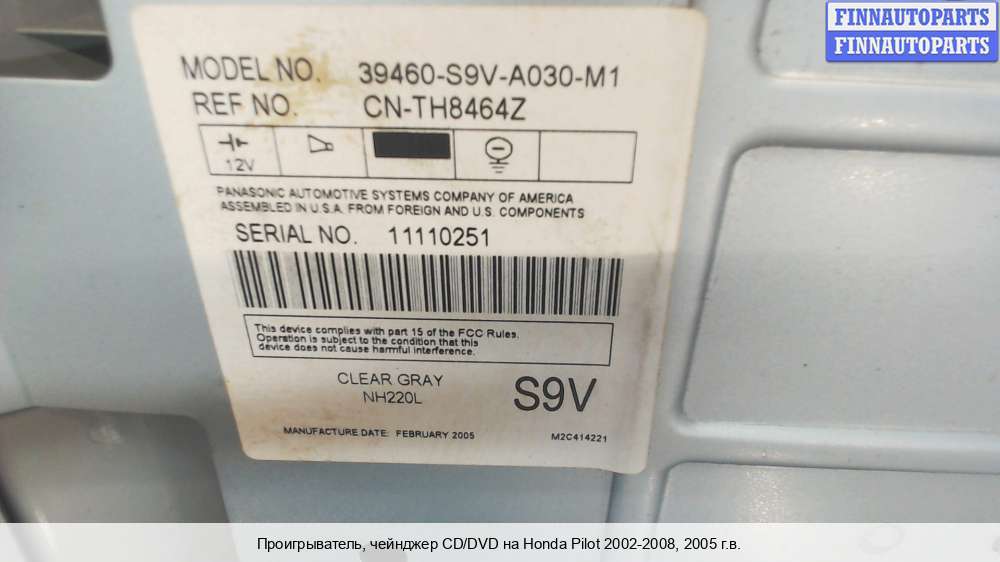 FINNAUTOPARTS
FINNAUTOPARTS
MODEL NO. 39460-S9V-A030-M1
REF NO. CN-TH8464Z
12V
PANASONIC AUTOMOTIVE SYSTEMS COMPANY OF AMERICA
ASSEMBLED IN U.S.A. FROM FOREIGN AND U.S. COMPONENTS
SERIAL NO. 11110251
This device complies with part 15 of the FCC Rules.
Operation is subject to the condition that this
device does not cause harmful interference.
CLEAR GRAY
NH220L
S9V
MANUFACTURE DATE: FEBRUARY 2005 M2C414221
Проигрыватель, чейнджер CD/DVD на Honda Pilot 2002-2008, 2005 г.в.